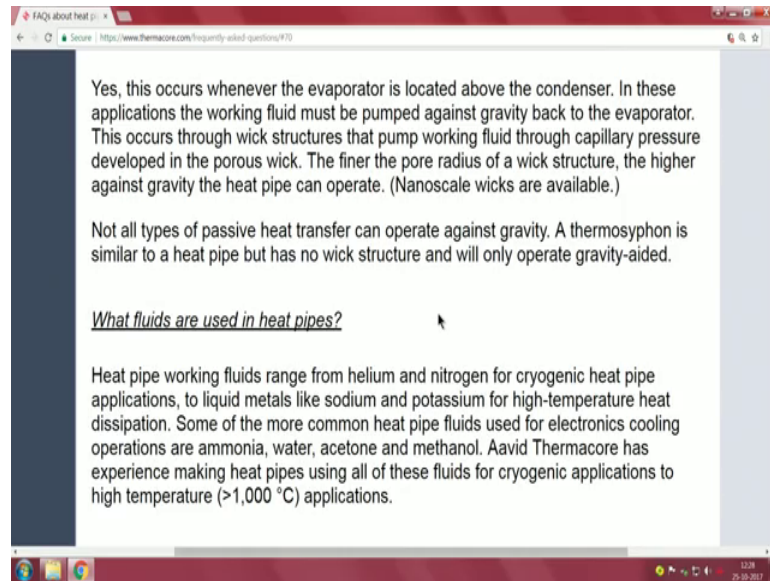 FAQs about heat pi
Secure | https://www.thermacore.com/frequently-asked-questions/#70
Yes, this occurs whenever the evaporator is located above the condenser. In these
applications the working fluid must be pumped against gravity back to the evaporator.
This occurs through wick structures that pump working fluid through capillary pressure
developed in the porous wick. The finer the pore radius of a wick structure, the higher
against gravity the heat pipe can operate. (Nanoscale wicks are available.)
Not all types of passive heat transfer can operate against gravity. A thermosyphon is
similar to a heat pipe but has no wick structure and will only operate gravity-aided.
What fluids are used in heat pipes?
Heat pipe working fluids range from helium and nitrogen for cryogenic heat pipe
applications, to liquid metals like sodium and potassium for high-temperature heat
dissipation. Some of the more common heat pipe fluids used for electronics cooling
operations are ammonia, water, acetone and methanol. Aavid Thermacore has
experience making heat pipes using all of these fluids for cryogenic applications to
high temperature (>1,000 °C) applications.
12:28
25-10-2017